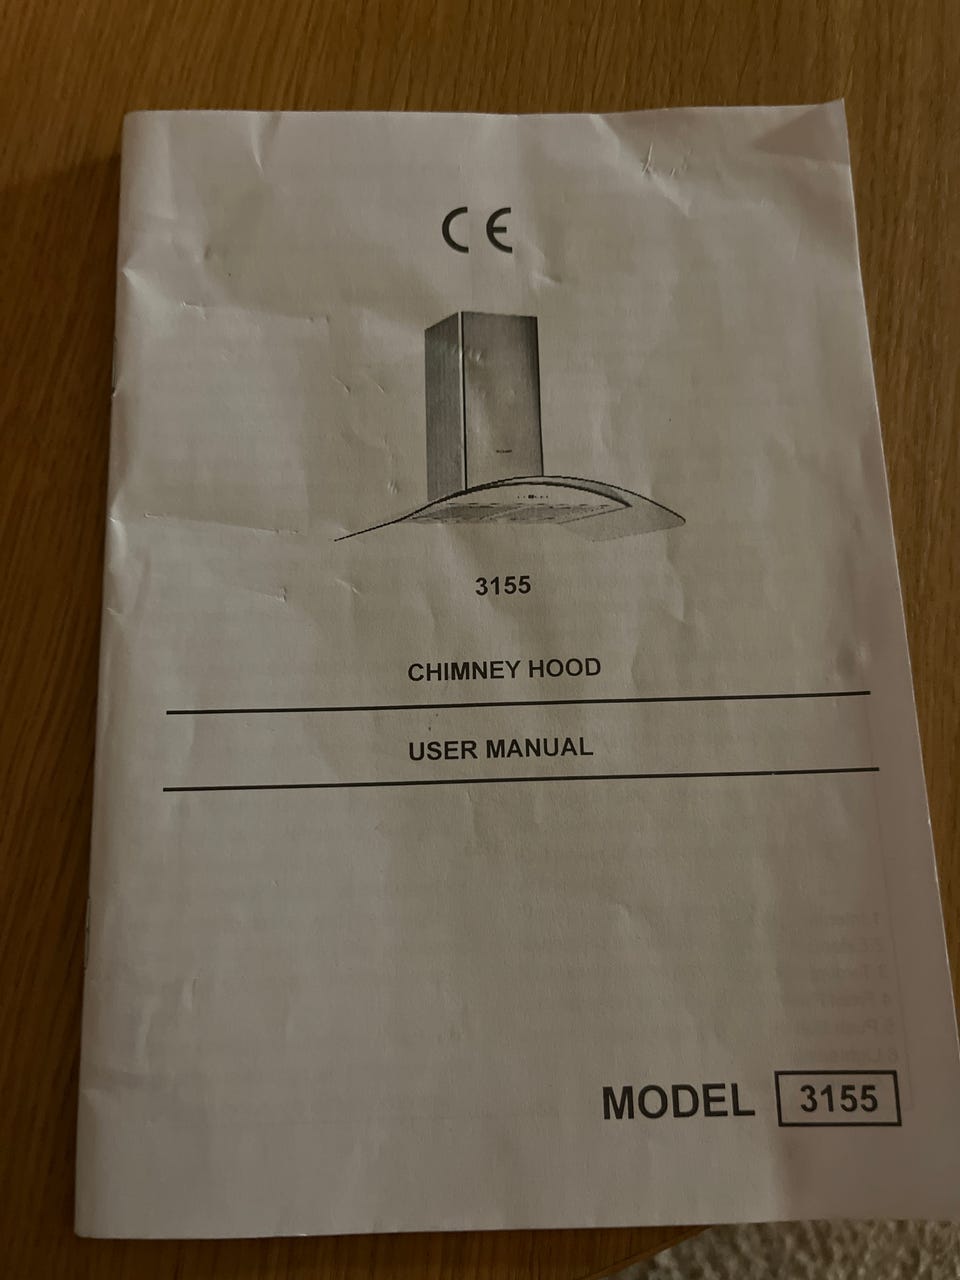 CE
3155
CHIMNEY HOOD
USER MANUAL
MODEL 3155